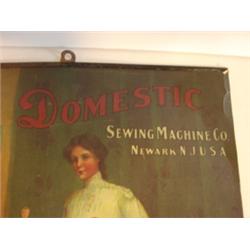 DOMESTIC
SEWING MACHINE CO.
NEWARK N.J U S A